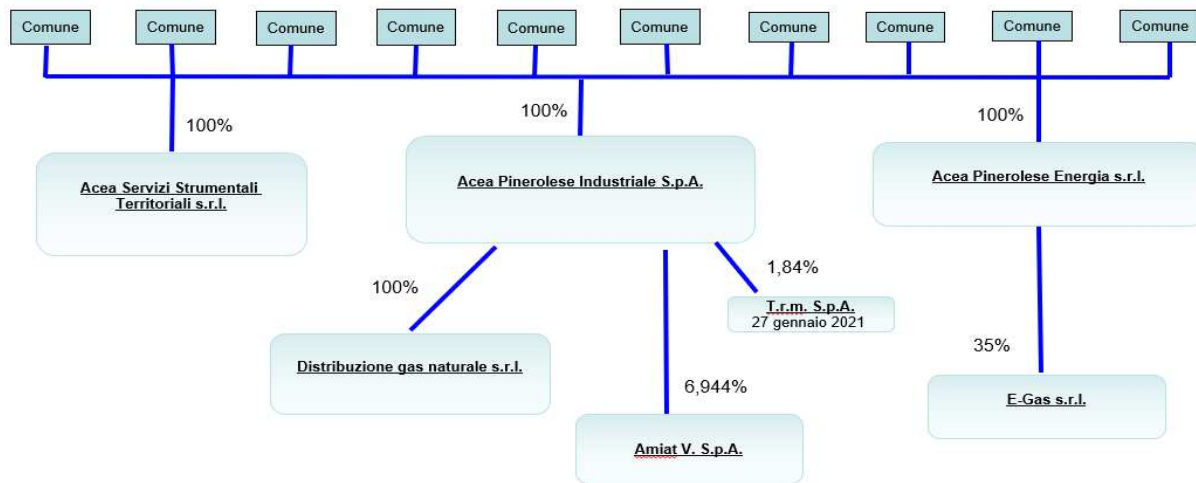 Comune
Comune
Comune
Comune
Comune
Comune
Comune
Comune
Comune
Comune
100%
100%
100%
Acea Servizi Strumentali
Territoriali s.r.l.
Acea Pinerolese Industriale S.p.A.
Acea Pinerolese Energia s.r.l.
100%
1,84%
T.r.m. S.p.A.
27 gennaio 2021
Distribuzione gas naturale s.r.l.
35%
6,944%
E-Gas s.r.l.
Amiat V. S.p.A.